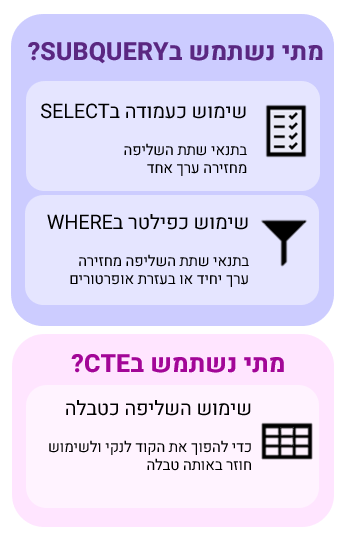 מתי נשתמש בSUBQUERY?
שימוש כעמודה בSELECT
בתנאי שתת השליפה
מחזירה ערך אחד
שימוש כפילטר בWHERE
בתנאי שתת השליפה מחזירה
ערך יחיד או בעזרת אופרטורים
מתי נשתמש בCTE?
שימוש השליפה כטבלה
כדי להפוך את הקוד לנקי ולשימוש
חוזר באותה טבלה